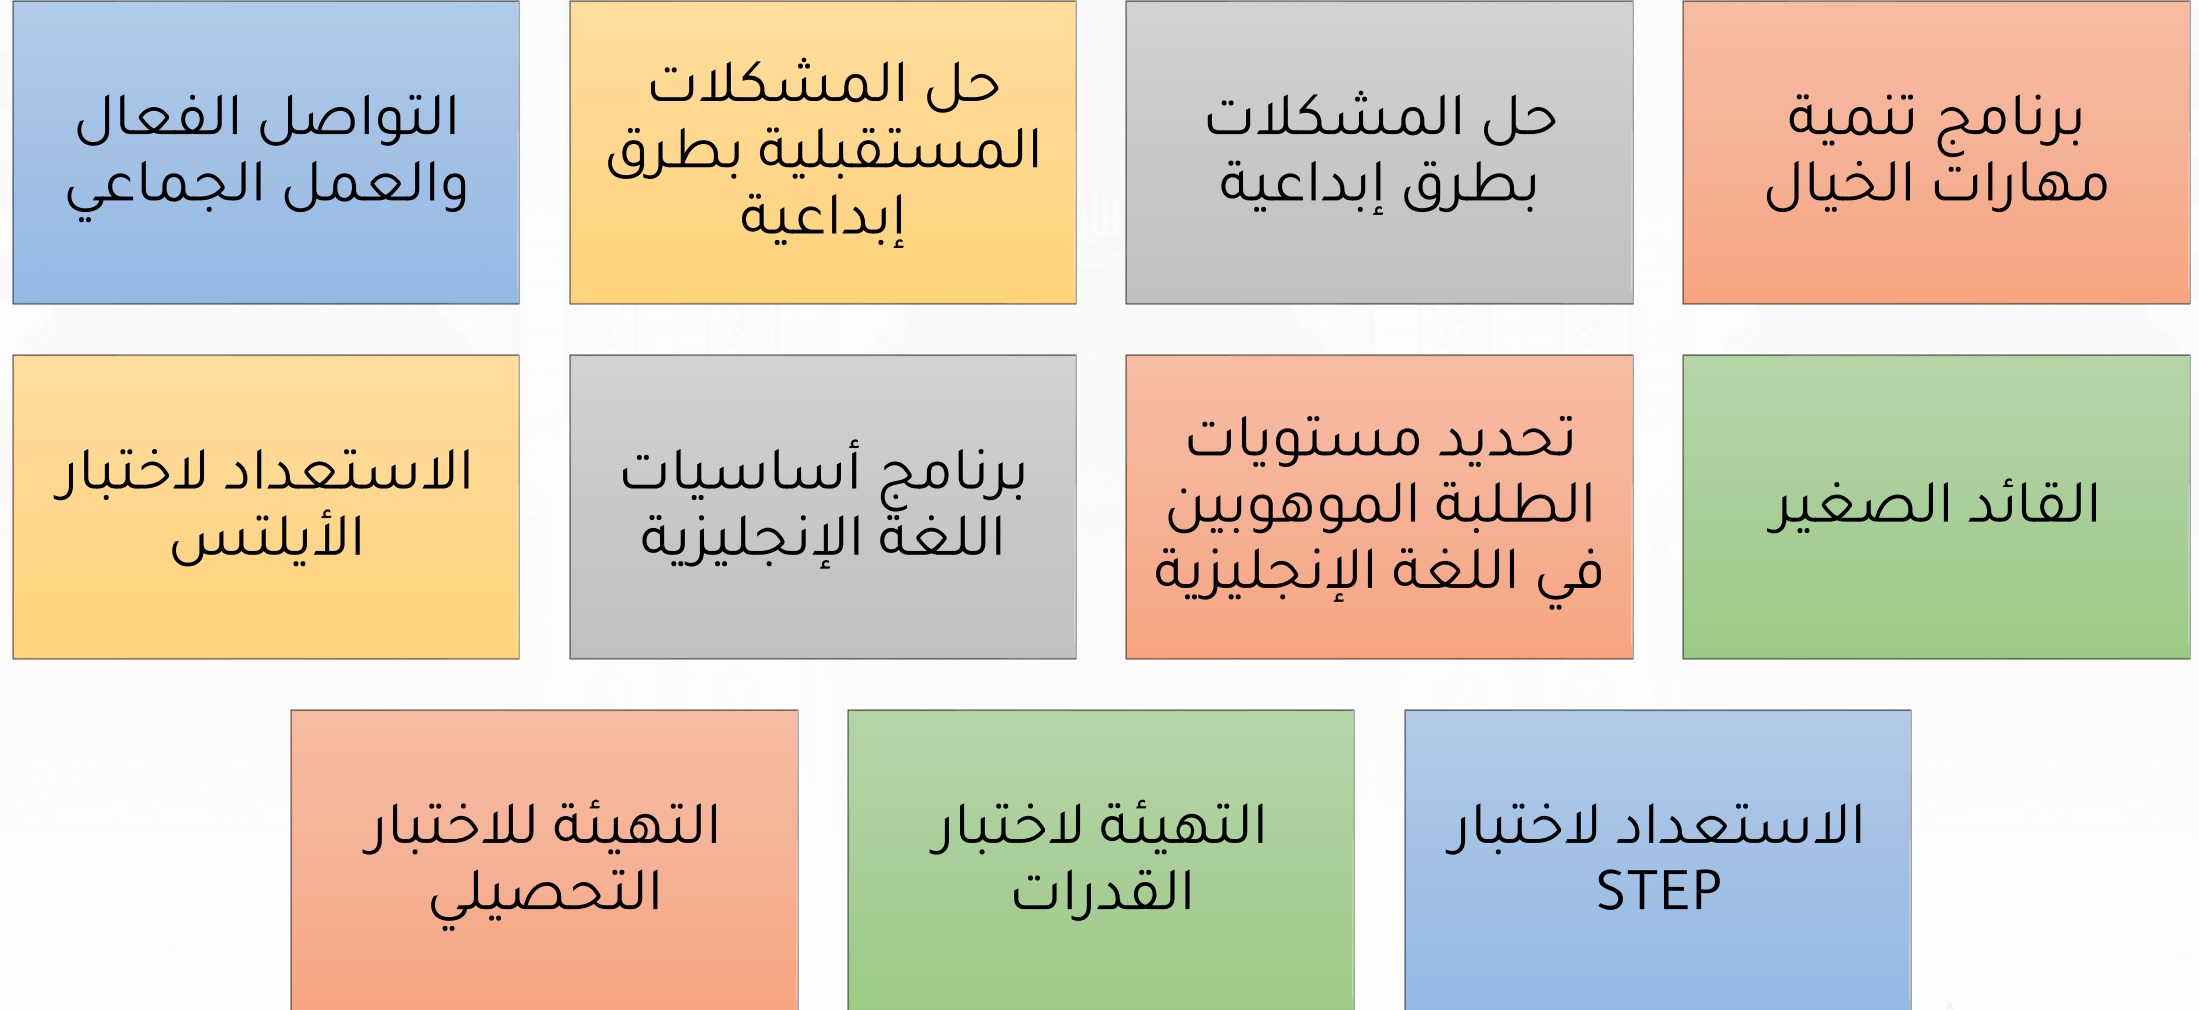 برنامج تنمية
مهارات الخيال
حل المشكلات
بطرق إبداعية
حل المشكلات
المستقبلية بطرق
إبداعية
التواصل الفعال
والعمل الجماعي
القائد الصغير
تحديد مستويات
الطلبة الموهوبين
في اللغة الإنجليزية
برنامج أساسيات
اللغة الإنجليزية
الاستعداد لاختبار
الأيلتس
الاستعداد لاختبار
STEP
التهيئة لاختبار
القدرات
التهيئة للاختبار
التحصيلي